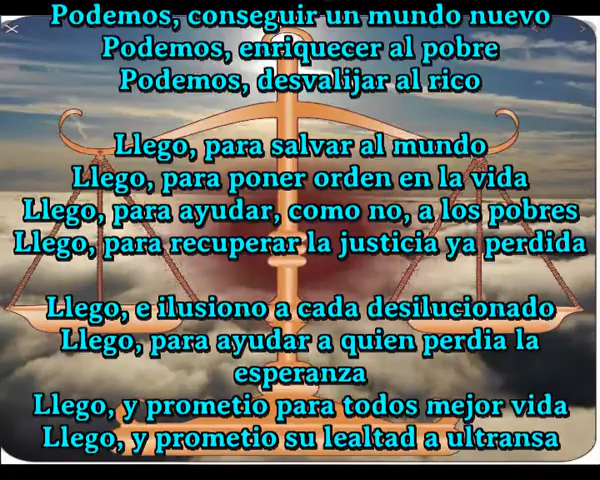 Podemos, conseguir un mundo nuevo
Podemos, enriquecer al pobre
Podemos, desvalijar al rico
Llego, para salvar al mundo
Llego, para poner orden en la vida
Llego, para ayudar, como no, a los pobres
Llego, para recuperar la justicia ya perdida
Llego, e ilusiono a cada desilucionado
Llego, para ayudar a quien perdia la
esperanza
Llego, y prometio para todos mejor vida
Llego, y prometio su lealtad a ultransa